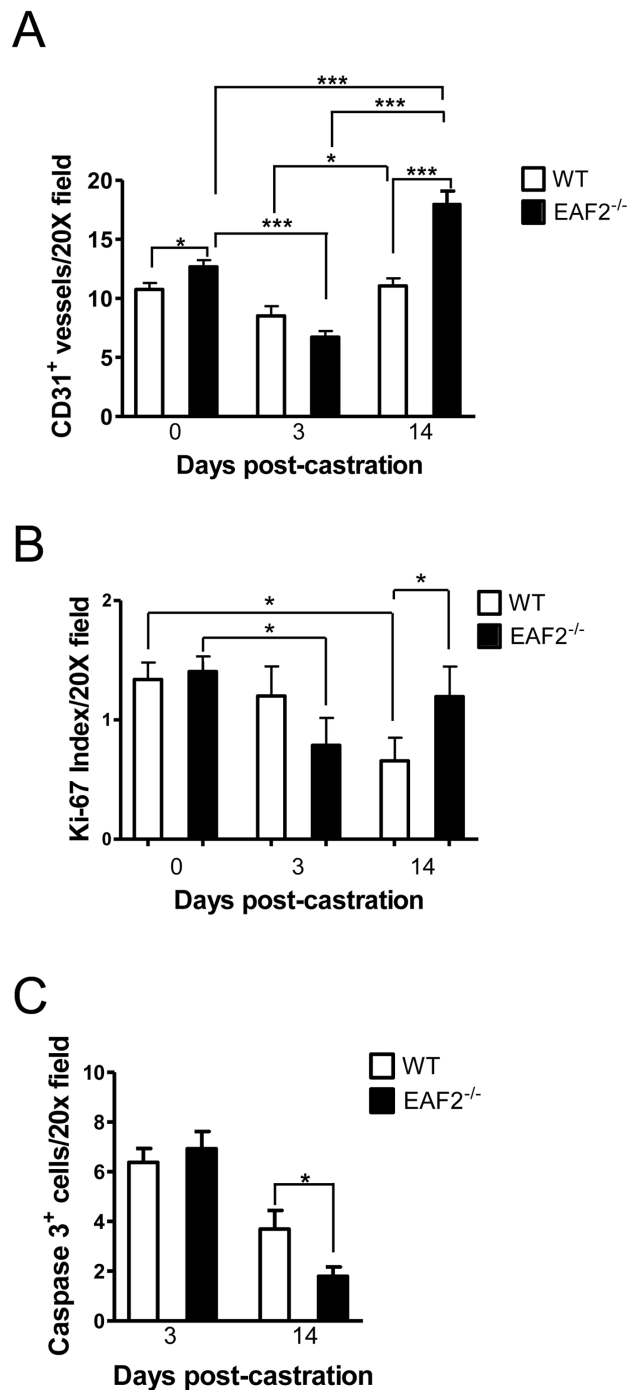 A
***
***
*
***
*
***
20
15
10
5
0
CD31+ vessels/20X field
WT
EAF2-/-
0 3 14
Days post-castration
B
*
*
*
2
1
0
Ki-67 Index/20X field
WT
EAF2-/-
0 3 14
Days post-castration
C
*
10
8
6
4
2
0
Caspase 3+ cells/20x field
WT
EAF2-/-
3 14
Days post-castration